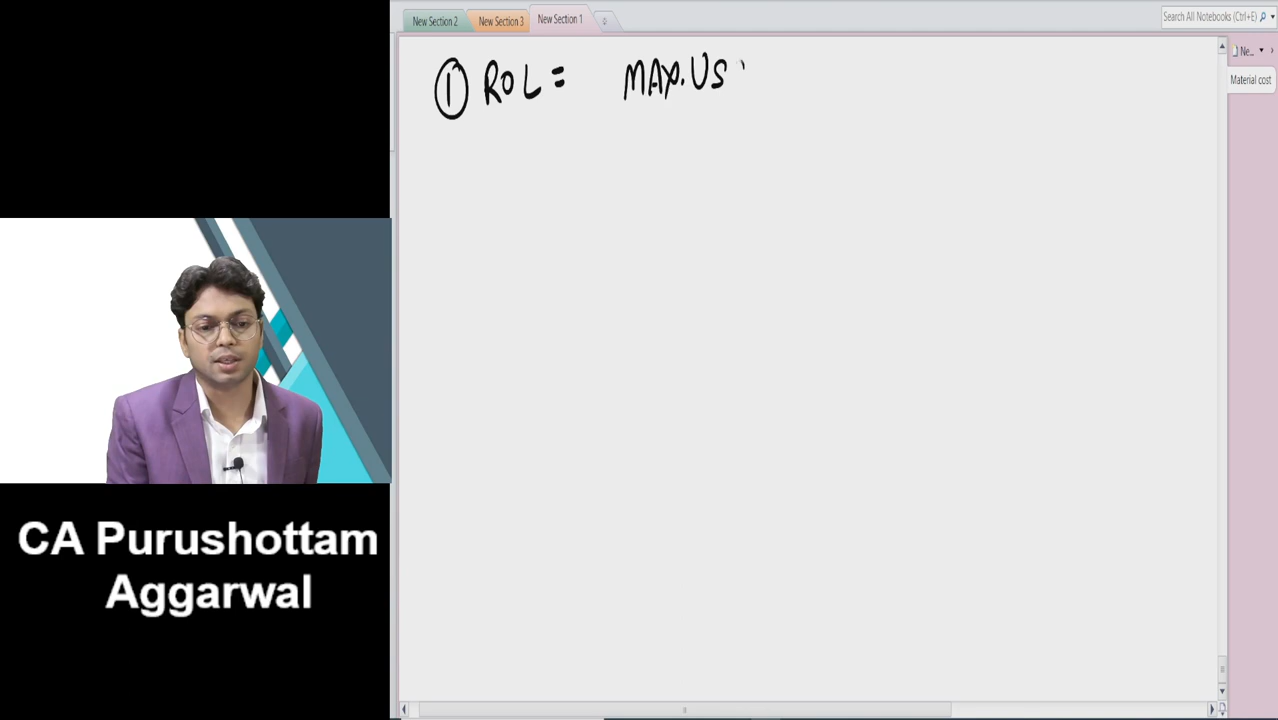 New Section 2
New Section 3
New Section 1
Search All Notebooks (Ctrl+E)
Ne...
Material cost
① ROL = MAX.US
CA Purushottam
Aggarwal